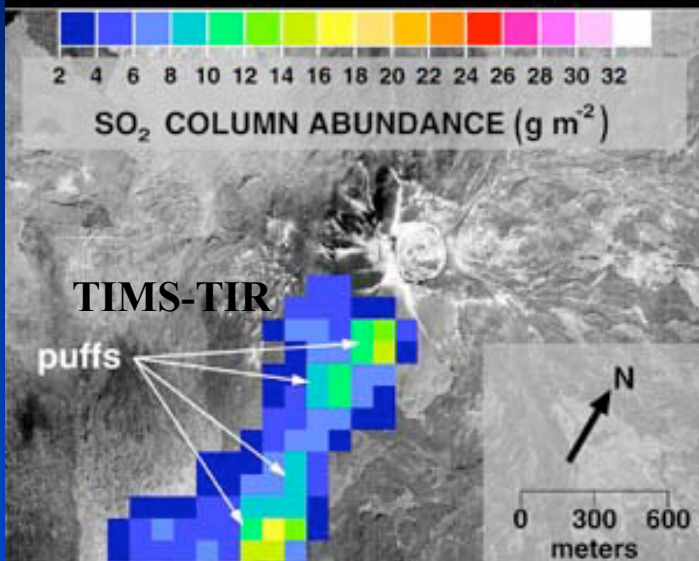 2 4 6 8 10 12 14 16 18 20 22 24 26 28 30 32
SO₂ COLUMN ABUNDANCE (g m⁻²)
TIMS-TIR
puffs
N
0 300 600
meters